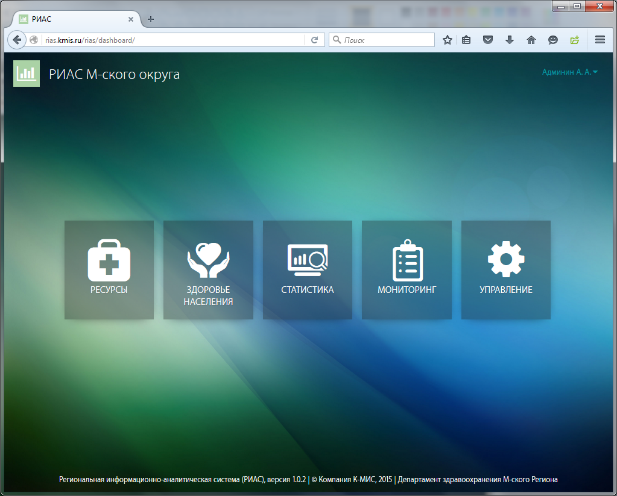 РИАС
rias.kmis.ru/rias/dashboard/
Поиск
РИАС М-ского округа
Админин А. А.
РЕСУРСЫ
ЗДОРОВЬЕ
НАСЕЛЕНИЯ
СТАТИСТИКА
МОНИТОРИНГ
УПРАВЛЕНИЕ
Региональная информационно-аналитическая система (РИАС), версия 1.0.2 | © Компания К-МИС, 2015 | Департамент здравоохранения М-ского Региона